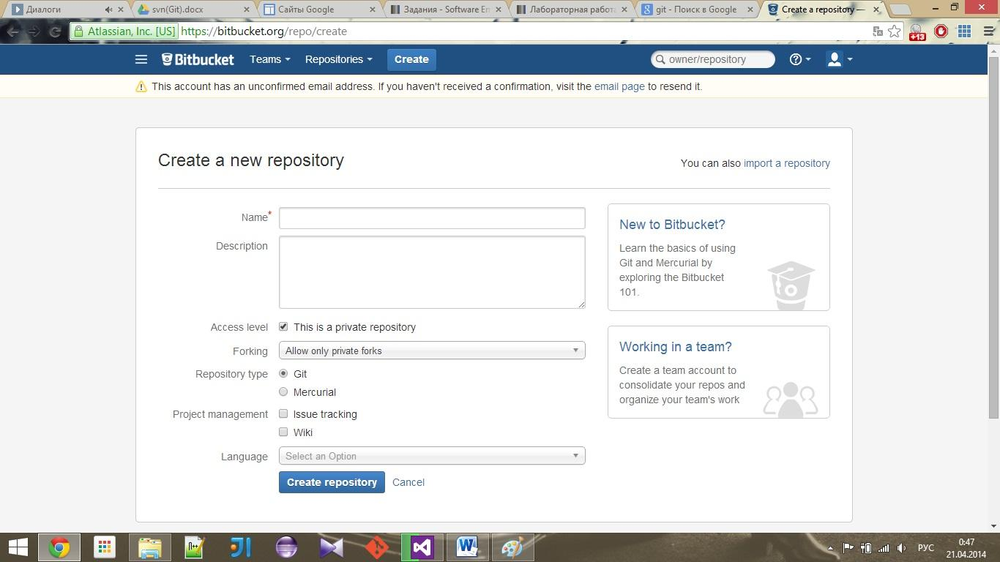 Диалоги
svn(Git).docx
Сайты Google
Задания - Software En
Лабораторная работа
git - Поиск в Google
Create a repository —
Atlassian, Inc. [US] https://bitbucket.org/repo/create
+13
Bitbucket Teams Repositories Create owner/repository
This account has an unconfirmed email address. If you haven't received a confirmation, visit the email page to resend it.
Create a new repository
You can also import a repository
Name*
Description
Access level This is a private repository
Forking Allow only private forks
Repository type Git
Mercurial
Project management Issue tracking
Wiki
Language Select an Option
Create repository Cancel
New to Bitbucket?
Learn the basics of using
Git and Mercurial by
exploring the Bitbucket
101.
Working in a team?
Create a team account to
consolidate your repos and
organize your team's work
РУС
0:47
21.04.2014